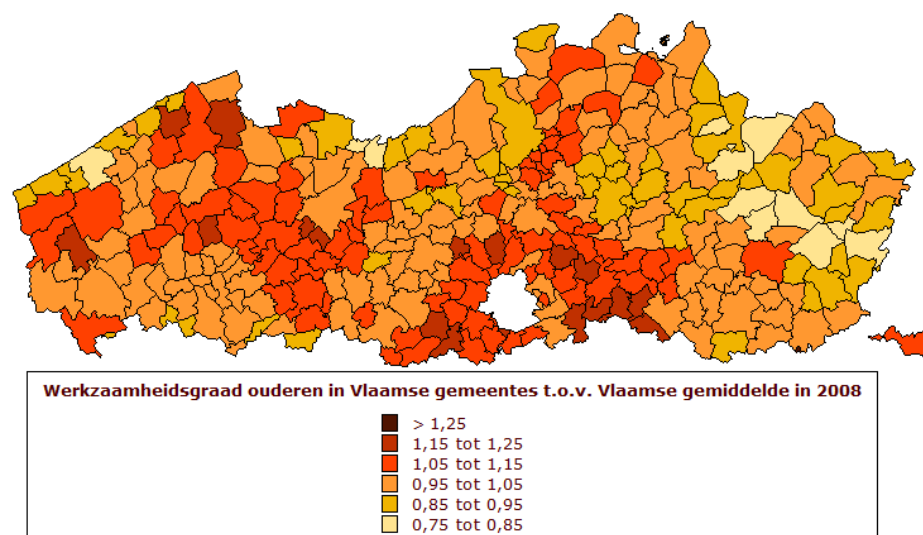 Werkzaamheidsgraad ouderen in Vlaamse gemeentes t.o.v. Vlaamse gemiddelde in 2008
> 1,25
1,15 tot 1,25
1,05 tot 1,15
0,95 tot 1,05
0,85 tot 0,95
0,75 tot 0,85